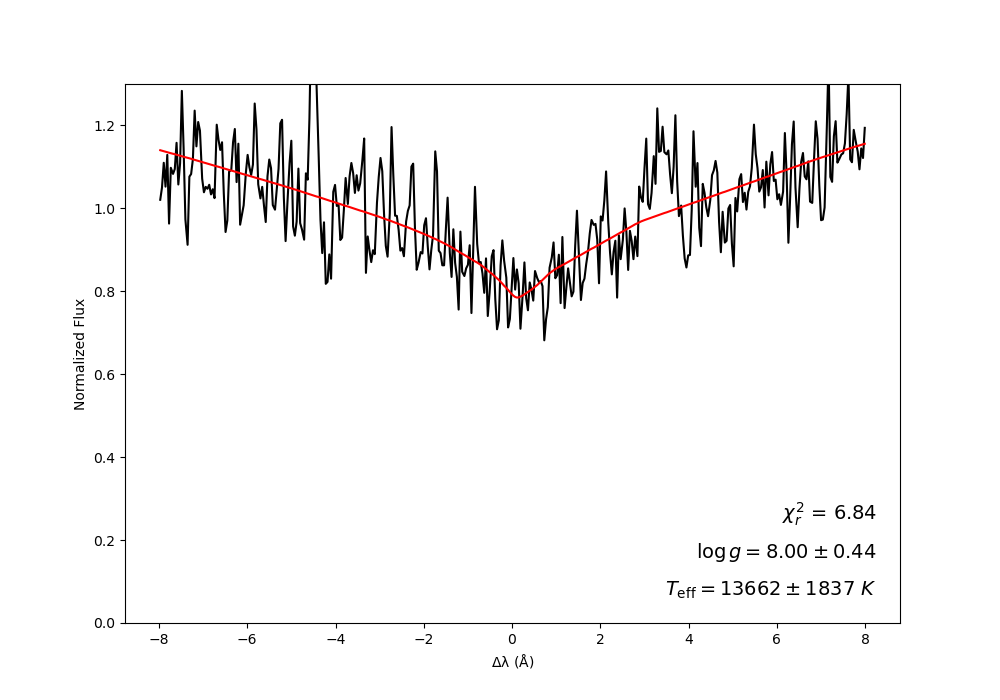 Normalized Flux
1.2
1.0
0.8
0.6
0.4
0.2
0.0
−8 −6 −4 −2 0 2 4 6 8
Δλ (Å)
χ²ᵣ = 6.84
log g = 8.00 ± 0.44
T_eff = 13662 ± 1837 K